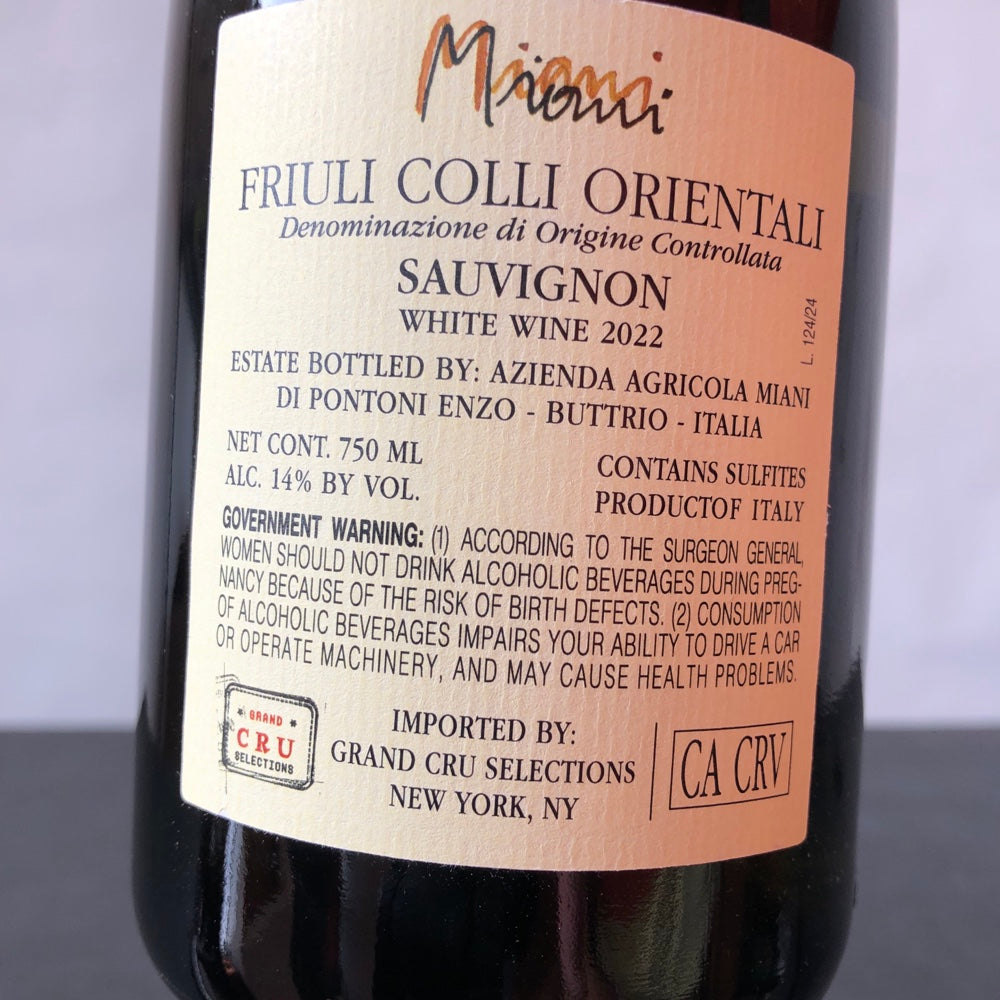 Miani
FRIULI COLLI ORIENTALI
Denominazione di Origine Controllata
SAUVIGNON
WHITE WINE 2022
L. 124/24
ESTATE BOTTLED BY: AZIENDA AGRICOLA MIANI
DI PONTONI ENZO - BUTTRIO - ITALIA
NET CONT. 750 ML
ALC. 14% BY VOL.
CONTAINS SULFITES
PRODUCTOF ITALY
GOVERNMENT WARNING: (1) ACCORDING TO THE SURGEON GENERAL,
WOMEN SHOULD NOT DRINK ALCOHOLIC BEVERAGES DURING PREG-
NANCY BECAUSE OF THE RISK OF BIRTH DEFECTS. (2) CONSUMPTION
OF ALCOHOLIC BEVERAGES IMPAIRS YOUR ABILITY TO DRIVE A CAR
OR OPERATE MACHINERY, AND MAY CAUSE HEALTH PROBLEMS.
GRAND
CRU
SELECTIONS
IMPORTED BY:
GRAND CRU SELECTIONS
NEW YORK, NY
CA CRV